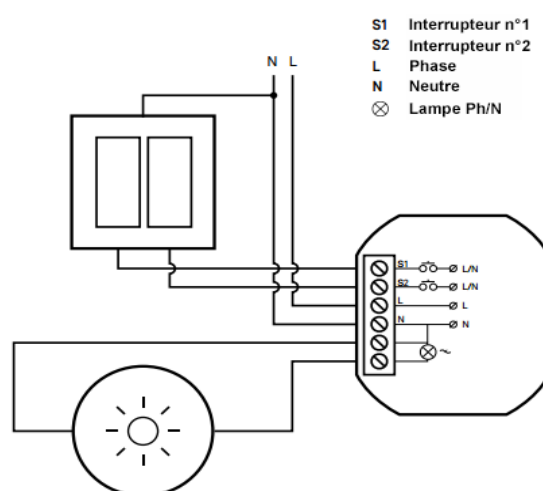 S1 Interrupteur n°1
S2 Interrupteur n°2
L Phase
N Neutre
Lampe Ph/N
N L
S1 L/N
S2 L/N
L L
N N
~